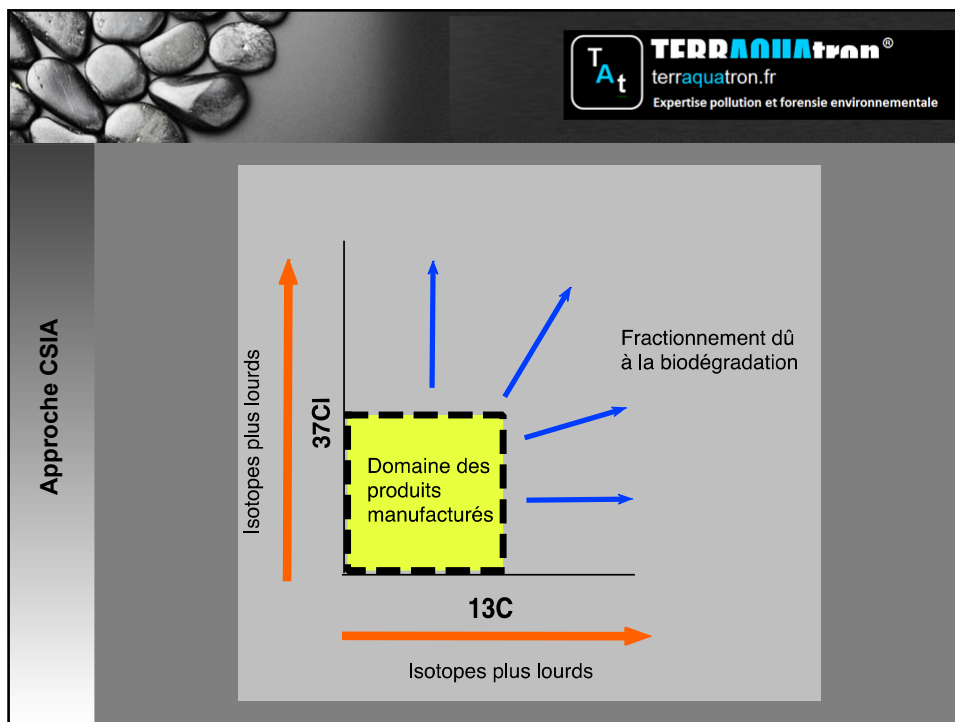 T
A
t
TERRAQUAtron®
terraquatron.fr
Expertise pollution et forensie environnementale
Approche CSIA
Isotopes plus lourds
37Cl
Fractionnement dû
à la biodégradation
Domaine des
produits
manufacturés
13C
Isotopes plus lourds